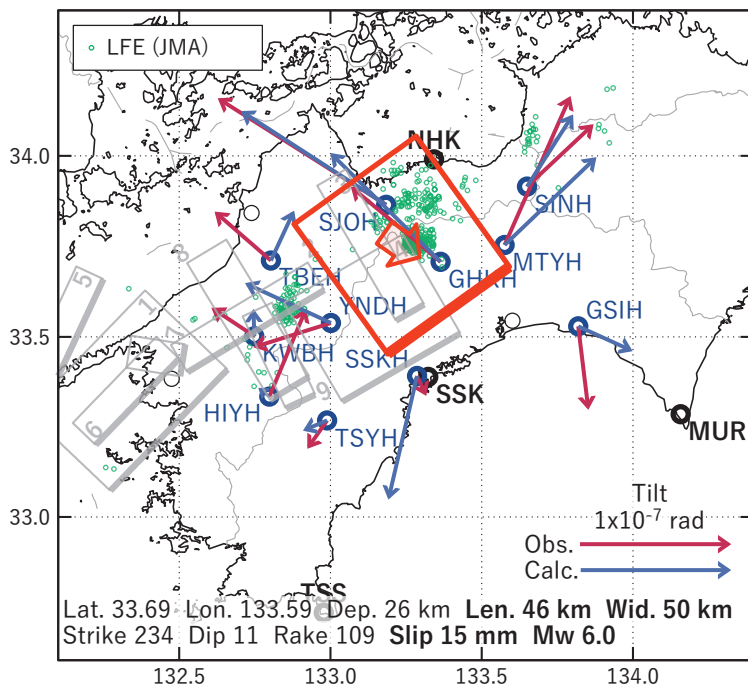 LFE (JMA)
34.0
33.5
33.0
132.5
133.0
133.5
134.0
NHK
SJOH
SINH
MTYH
GHKH
TBEH
YNDH
GSIH
KWBH
SSKH
SSK
HIYH
TSYH
MUR
TSS
8
5
1
6
9
Tilt
1x10⁻⁷ rad
Obs.
Calc.
Lat. 33.69 Lon. 133.59 Dep. 26 km Len. 46 km Wid. 50 km
Strike 234 Dip 11 Rake 109 Slip 15 mm Mw 6.0